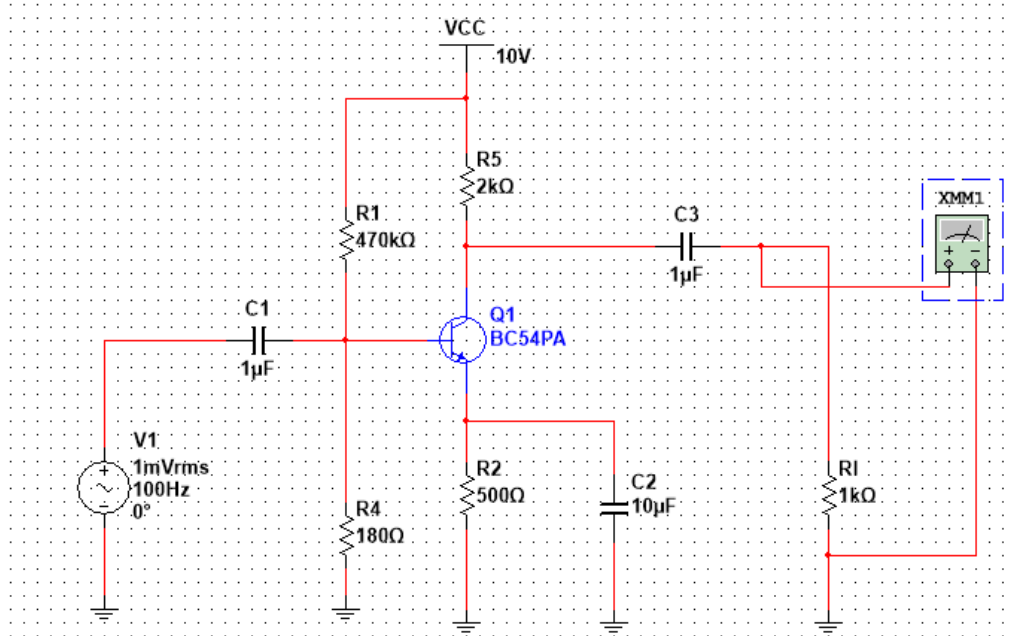 VCC
10V
R5
2kΩ
R1
470kΩ
C3
1µF
XMM1
+ −
C1
1µF
Q1
BC54PA
V1
1mVrms
100Hz
0°
R4
180Ω
R2
500Ω
C2
10µF
Rl
1kΩ